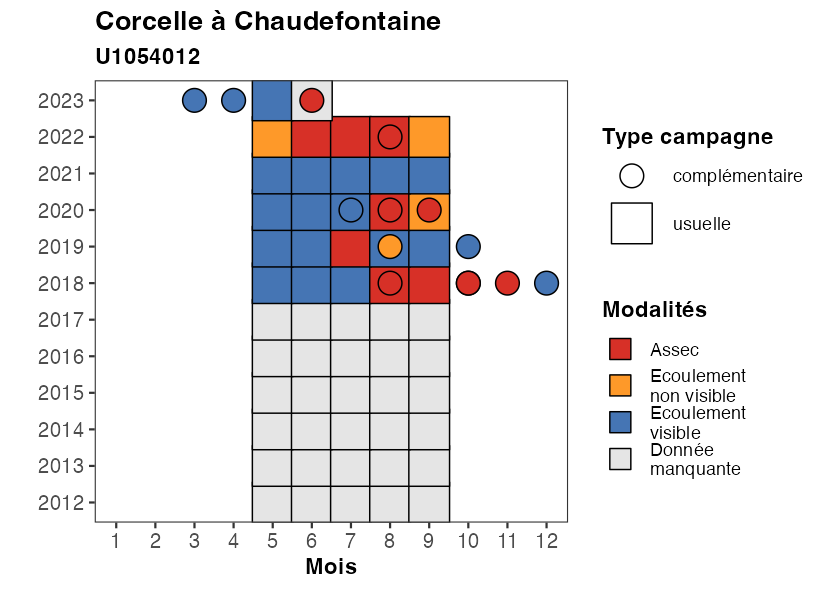 Corcelle à Chaudefontaine
U1054012
2023
2022
2021
2020
2019
2018
2017
2016
2015
2014
2013
2012
1 2 3 4 5 6 7 8 9 10 11 12
Mois
Type campagne
complémentaire
usuelle
Modalités
Assec
Ecoulement
non visible
Ecoulement
visible
Donnée
manquante